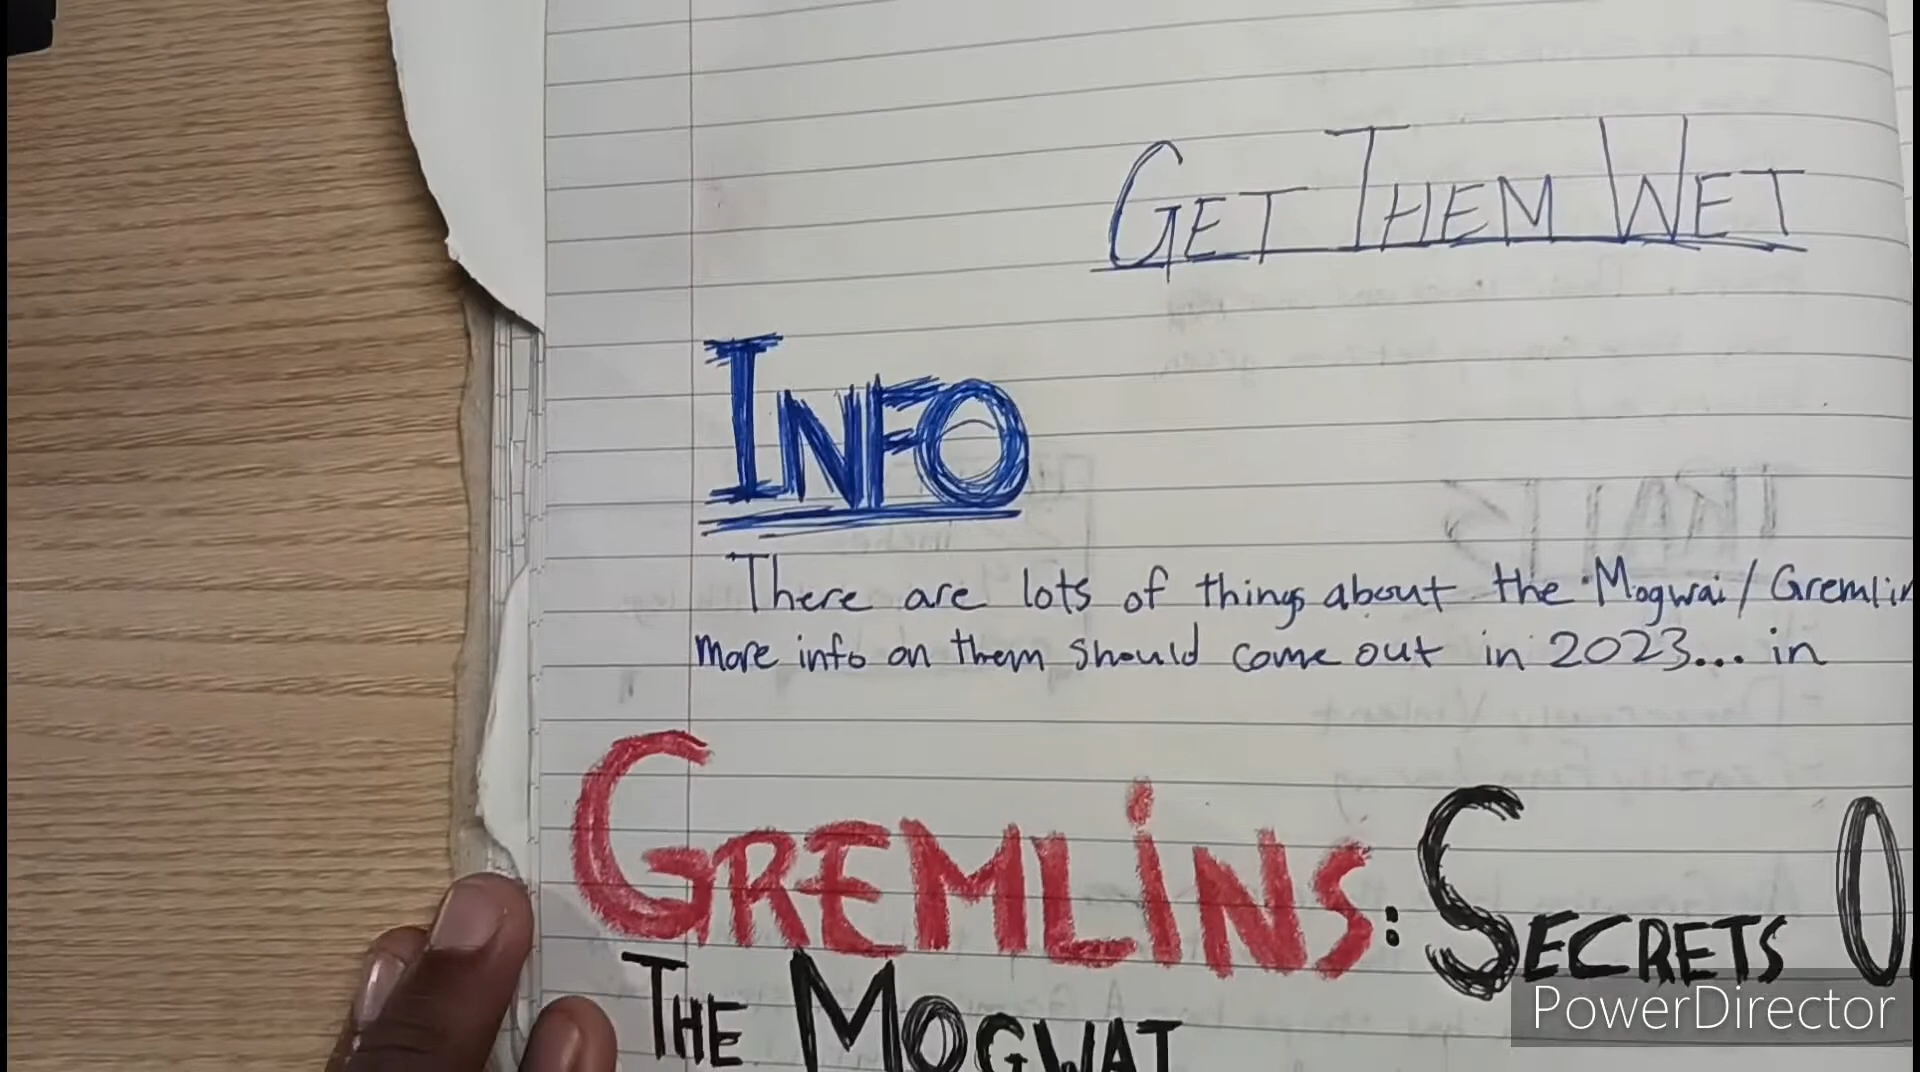 GET THEM WET
INFO
There are lots of things about the Mogwai/Gremlin
more info on them should come out in 2023... in
GREMLINS: SECRETS O
THE MOGWAI
PowerDirector